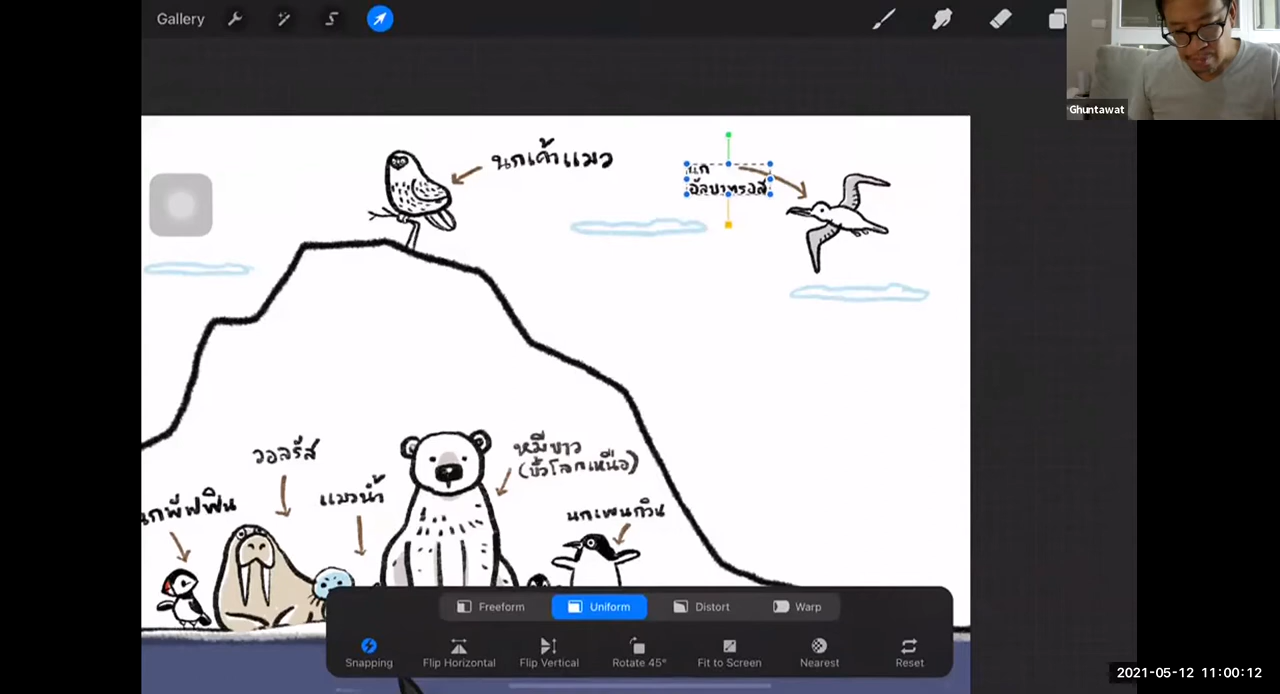 Gallery
Ghuntawat
นกเค้าแมว
นก
อัลบาทรอส
วอลรัส
หมีขาว
(ขั้วโลกเหนือ)
นกพัฟฟิน
แมวน้ำ
นกเพนกวิน
Freeform
Uniform
Distort
Warp
Snapping
Flip Horizontal
Flip Vertical
Rotate 45°
Fit to Screen
Nearest
Reset
2021-05-12 11:00:12